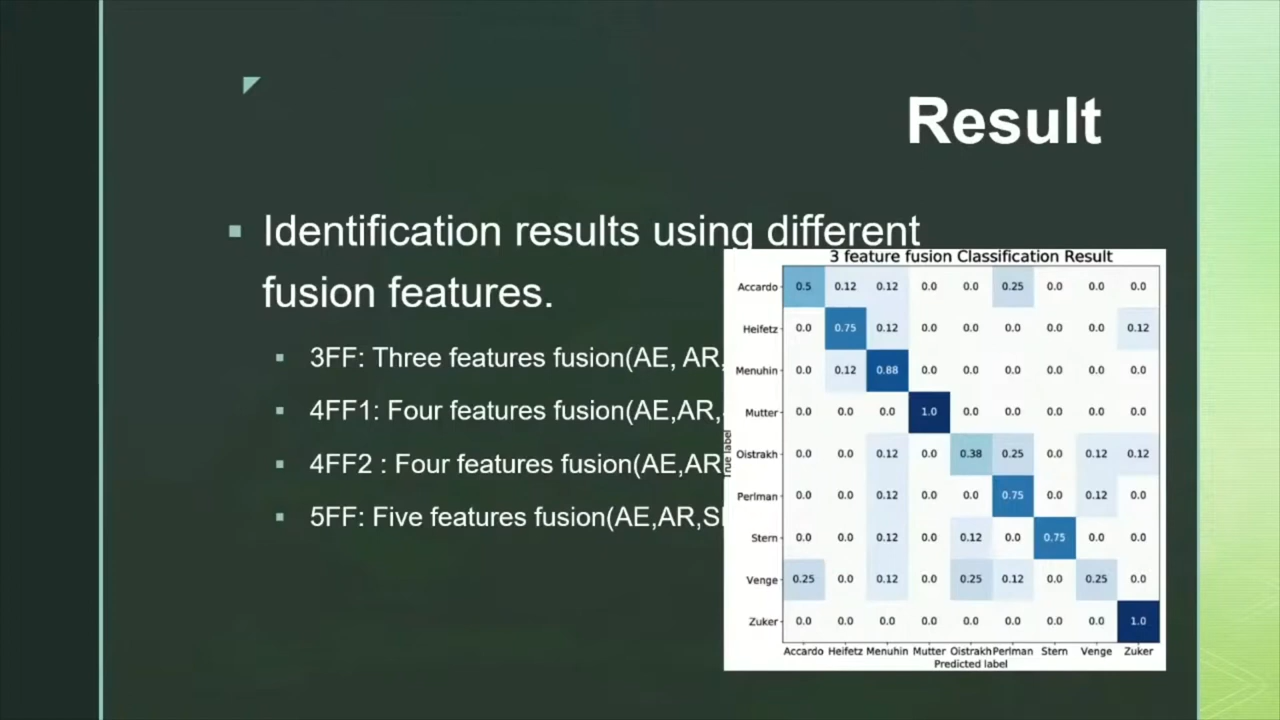 Result
Identification results using different
fusion features.
3FF: Three features fusion(AE, AR,
4FF1: Four features fusion(AE,AR,
4FF2 : Four features fusion(AE,AR
5FF: Five features fusion(AE,AR,
3 feature fusion Classification Result
Accardo 0.5 0.12 0.12 0.0 0.0 0.25 0.0 0.0 0.0
Heifetz 0.0 0.75 0.12 0.0 0.0 0.0 0.0 0.0 0.12
Menuhin 0.0 0.12 0.88 0.0 0.0 0.0 0.0 0.0 0.0
Mutter 0.0 0.0 0.0 1.0 0.0 0.0 0.0 0.0 0.0
Oistrakh 0.0 0.0 0.12 0.0 0.38 0.25 0.0 0.12 0.12
Perlman 0.0 0.0 0.12 0.0 0.0 0.75 0.0 0.12 0.0
Stern 0.0 0.0 0.12 0.0 0.12 0.0 0.75 0.0 0.0
Venge 0.25 0.0 0.12 0.0 0.25 0.12 0.0 0.25 0.0
Zuker 0.0 0.0 0.0 0.0 0.0 0.0 0.0 0.0 1.0
Accardo Heifetz Menuhin Mutter Oistrakh Perlman Stern Venge Zuker
Predicted label
True label